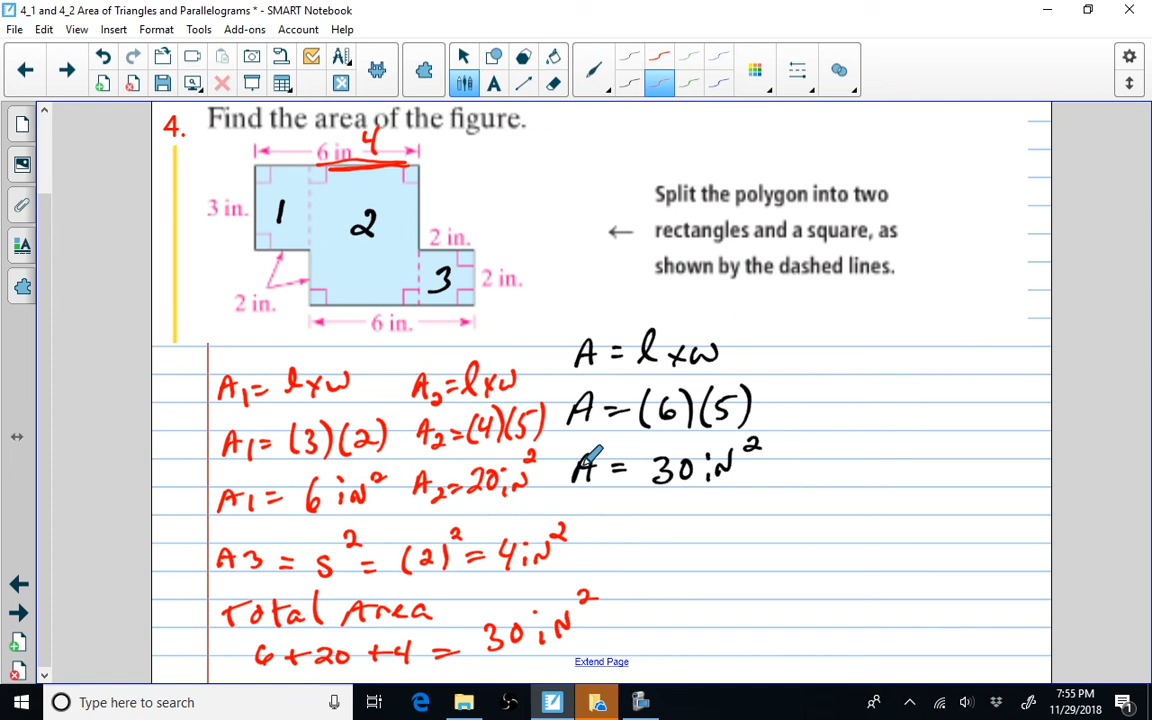 4_1 and 4_2 Area of Triangles and Parallelograms * - SMART Notebook
File Edit View Insert Format Tools Add-ons Account Help
4. Find the area of the figure.
4
6 in.
3 in.
1
2
2 in.
3
2 in.
2 in.
6 in.
Split the polygon into two
← rectangles and a square, as
shown by the dashed lines.
A = l x w
A = (6)(5)
A = 30 iN²
A₁ = l x w
A₁ = (3)(2)
A₁ = 6 iN²
A₂ = l x w
A₂ = (4)(5)
A₂ = 20 iN²
A3 = s² = (2)² = 4 iN²
Total Area
6 + 20 + 4 = 30 iN²
Extend Page
Type here to search
7:55 PM
11/29/2018
1